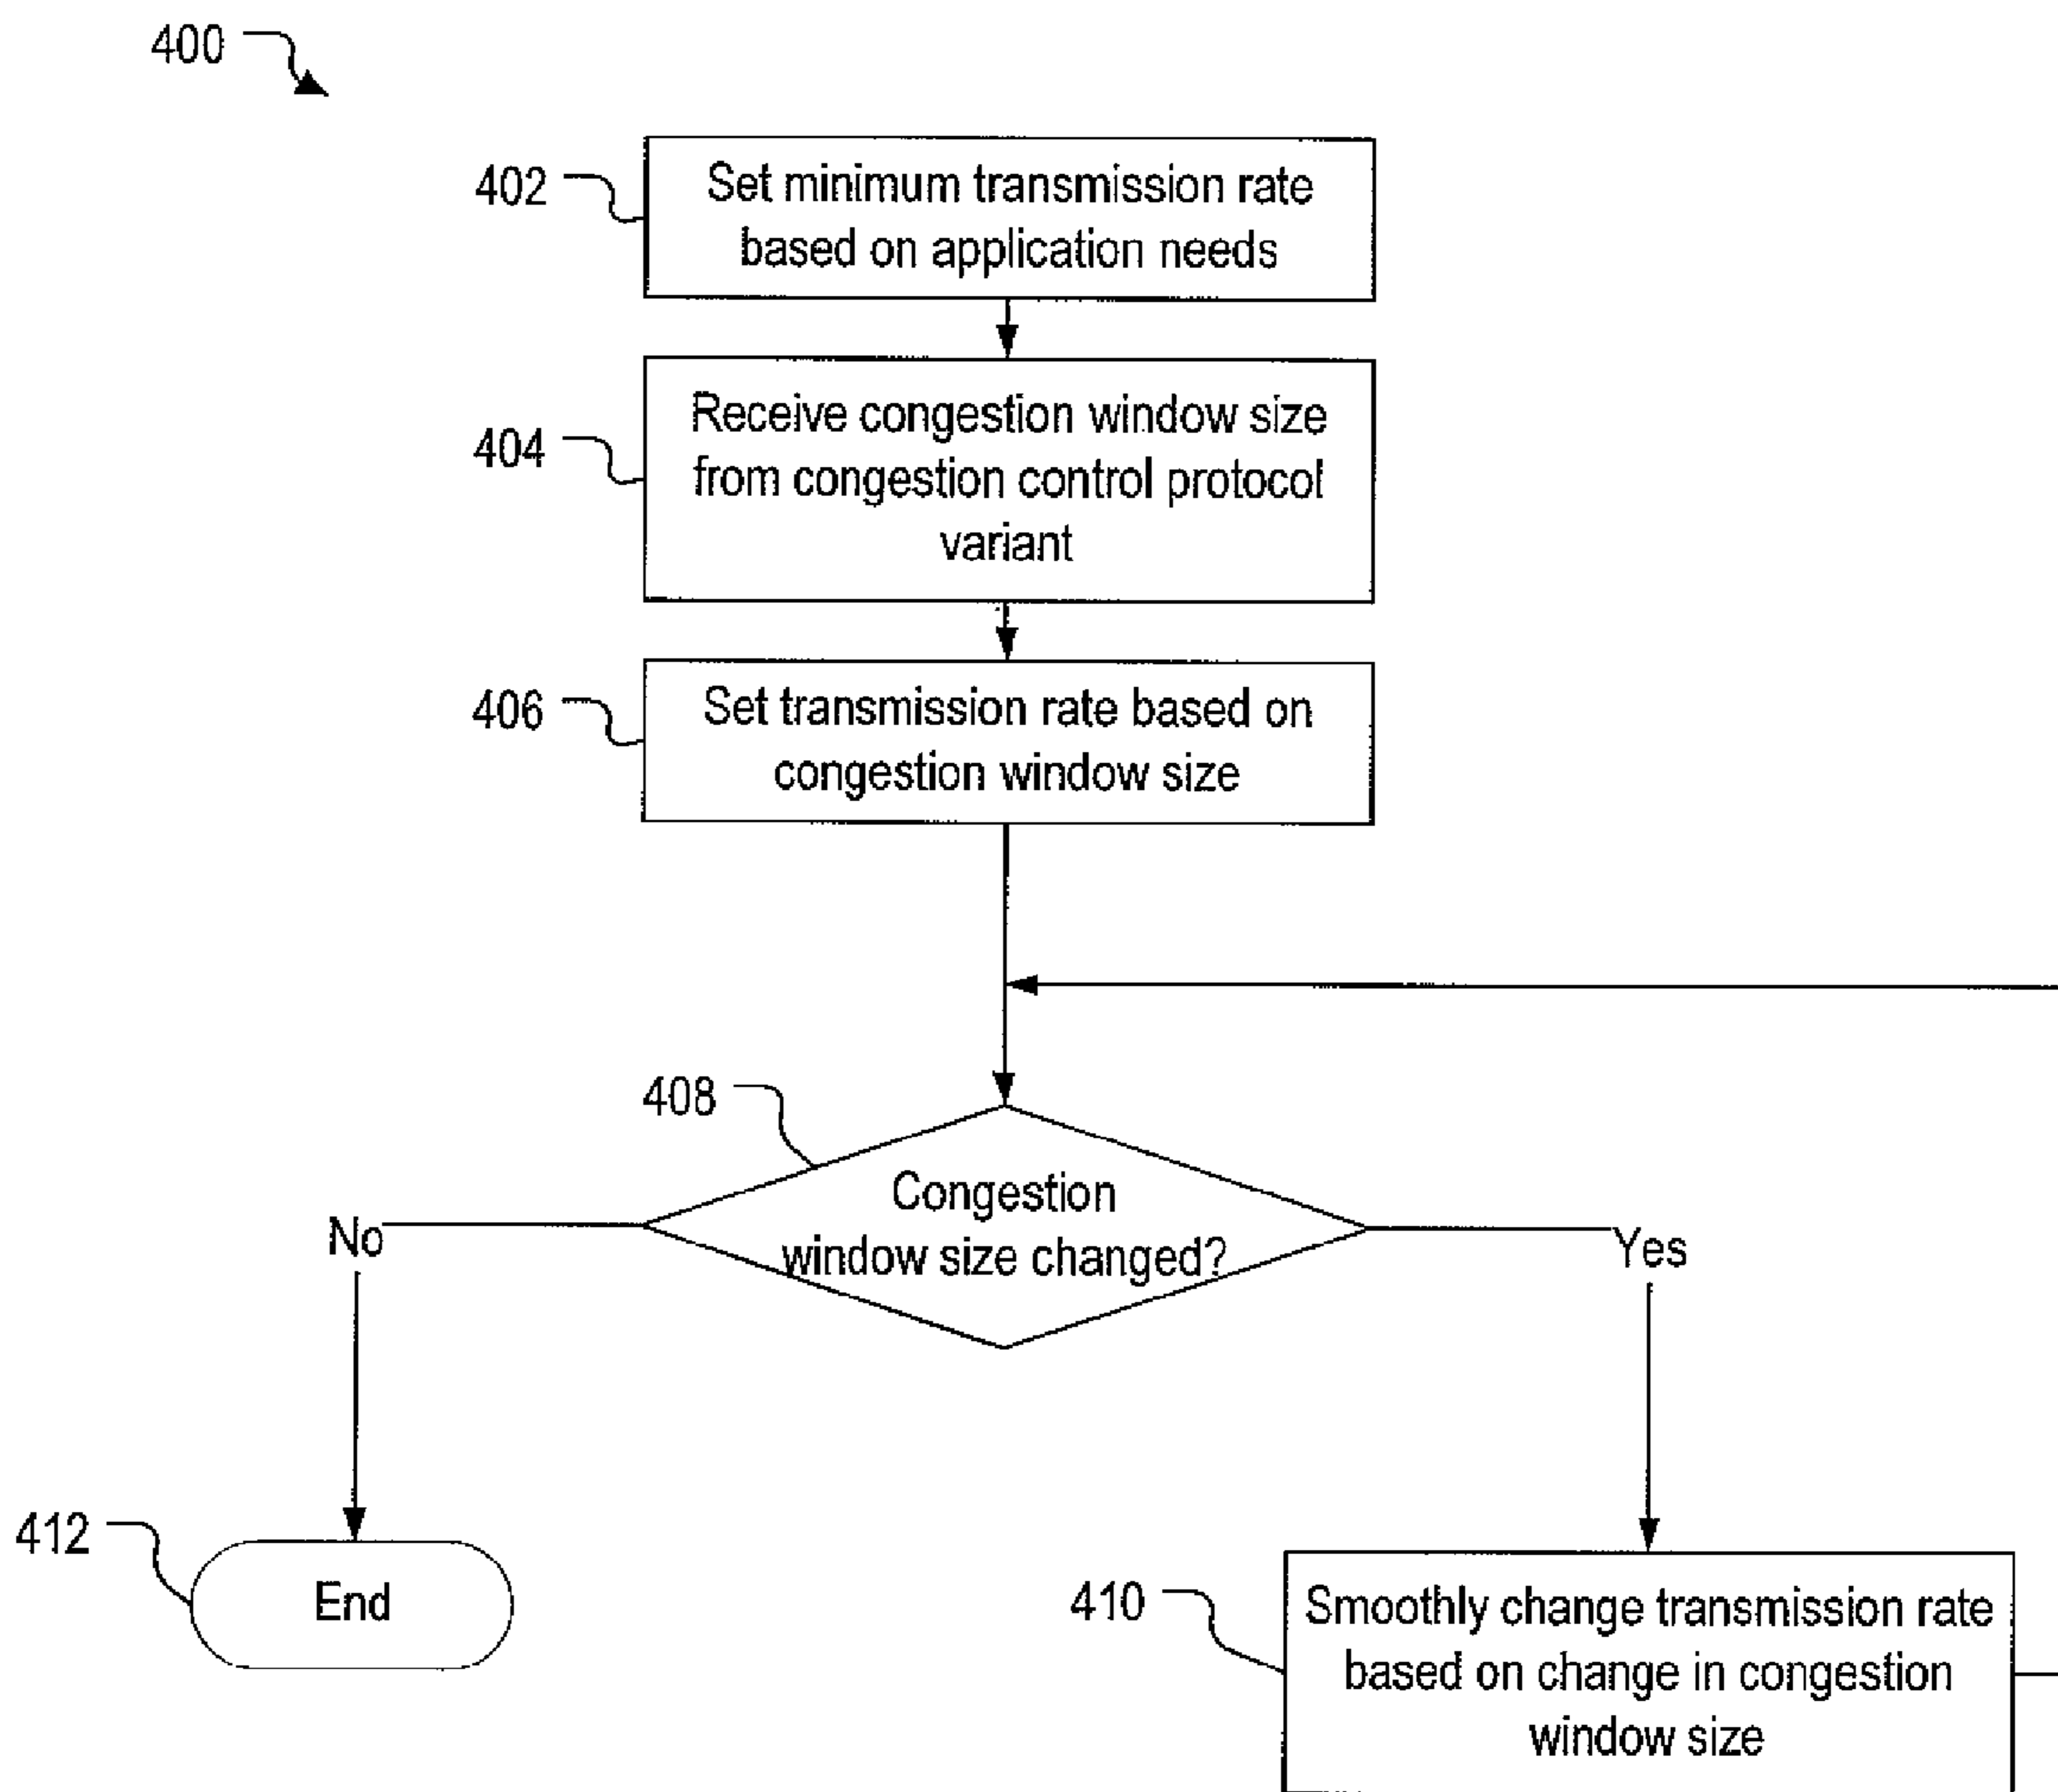 400
402
Set minimum transmission rate
based on application needs
404
Receive congestion window size
from congestion control protocol
variant
406
Set transmission rate based on
congestion window size
408
Congestion
window size changed?
No
Yes
412
End
410
Smoothly change transmission rate
based on change in congestion
window size